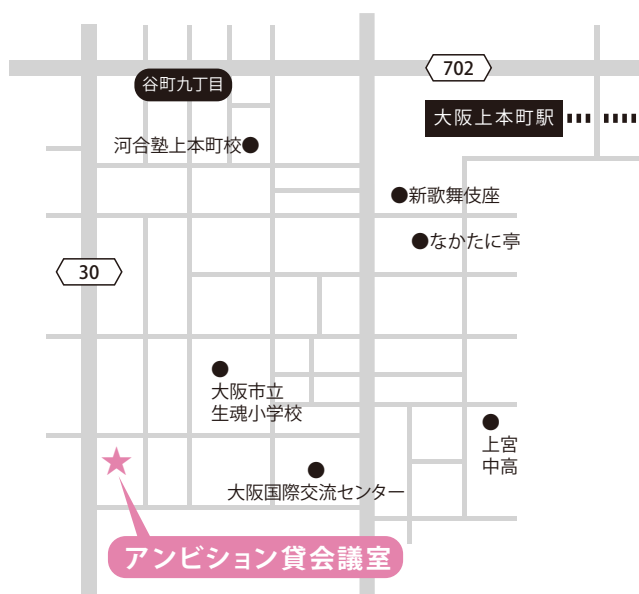 702
谷町九丁目
大阪上本町駅
河合塾上本町校
新歌舞伎座
なかたに亭
30
大阪市立
生魂小学校
上宮
中高
大阪国際交流センター
アンビション貸会議室